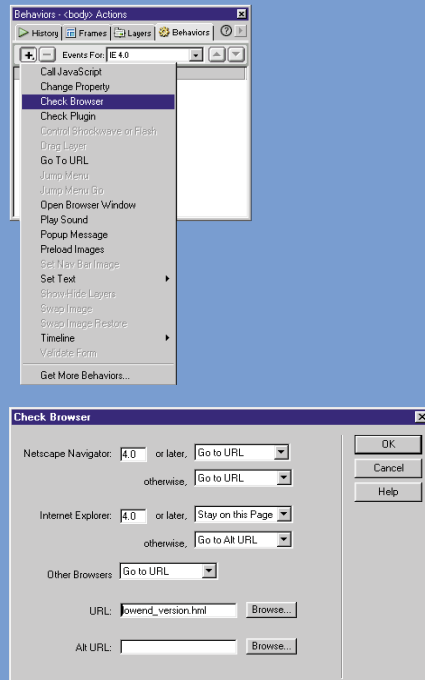 Behaviors - <body> Actions
History Frames Layers Behaviors
Events For: IE 4.0
Call JavaScript
Change Property
Check Browser
Check Plugin
Control Shockwave or Flash
Drag Layer
Go To URL
Jump Menu
Jump Menu Go
Open Browser Window
Play Sound
Popup Message
Preload Images
Set Nav Bar Image
Set Text
Show-Hide Layers
Swap Image
Swap Image Restore
Timeline
Validate Form
Get More Behaviors...
Check Browser
Netscape Navigator: 4.0 or later, Go to URL OK
otherwise, Go to URL Cancel
Help
Internet Explorer: 4.0 or later, Stay on this Page
otherwise, Go to Alt URL
Other Browsers Go to URL
URL: lowend_version.hml Browse...
Alt URL: Browse...